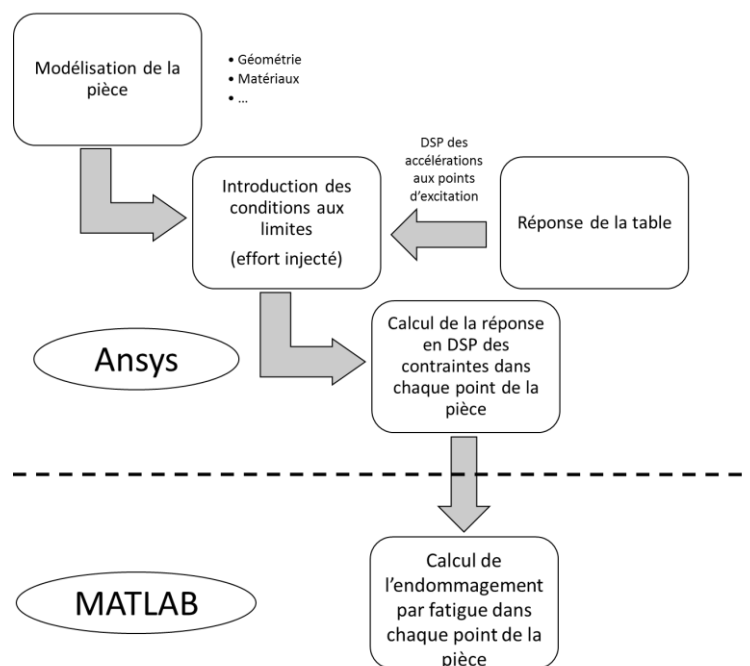 Modélisation de la
pièce
• Géométrie
• Matériaux
• ...
DSP des
accélérations
aux points
d'excitation
Introduction des
conditions aux
limites
(effort injecté)
Réponse de la table
Ansys
Calcul de la réponse
en DSP des
contraintes dans
chaque point de la
pièce
MATLAB
Calcul de
l'endommagement
par fatigue dans
chaque point de la
pièce